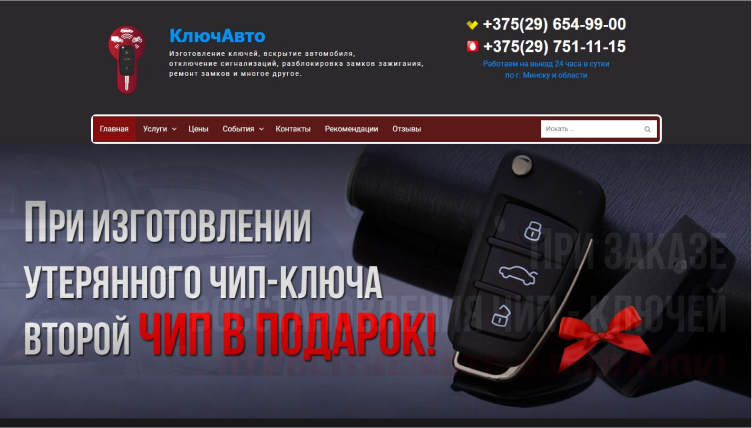 КлючАвто
Изготовление ключей, вскрытие автомобиля,
отключение сигнализаций, разблокировка замков зажигания,
ремонт замков и многое другое.
+375(29) 654-99-00
+375(29) 751-11-15
Работаем на выезд 24 часа в сутки
по г. Минску и области
Главная Услуги Цены События Контакты Рекомендации Отзывы Искать ...
При изготовлении
утерянного чип-ключа
второй чип в подарок!
При заказе
восстановления чип - ключей